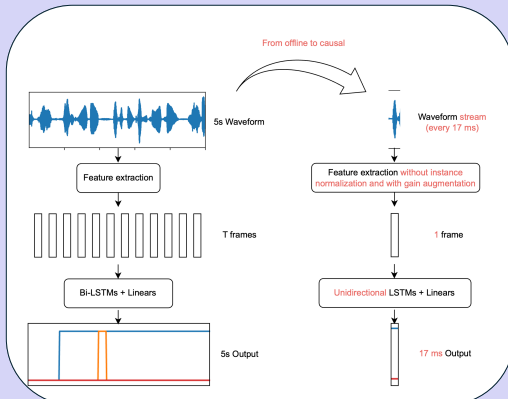 From offline to causal
5s Waveform
Waveform stream
(every 17 ms)
Feature extraction
Feature extraction without instance
normalization and with gain augmentation
T frames
1 frame
Bi-LSTMs + Linears
Unidirectional LSTMs + Linears
5s Output
17 ms Output